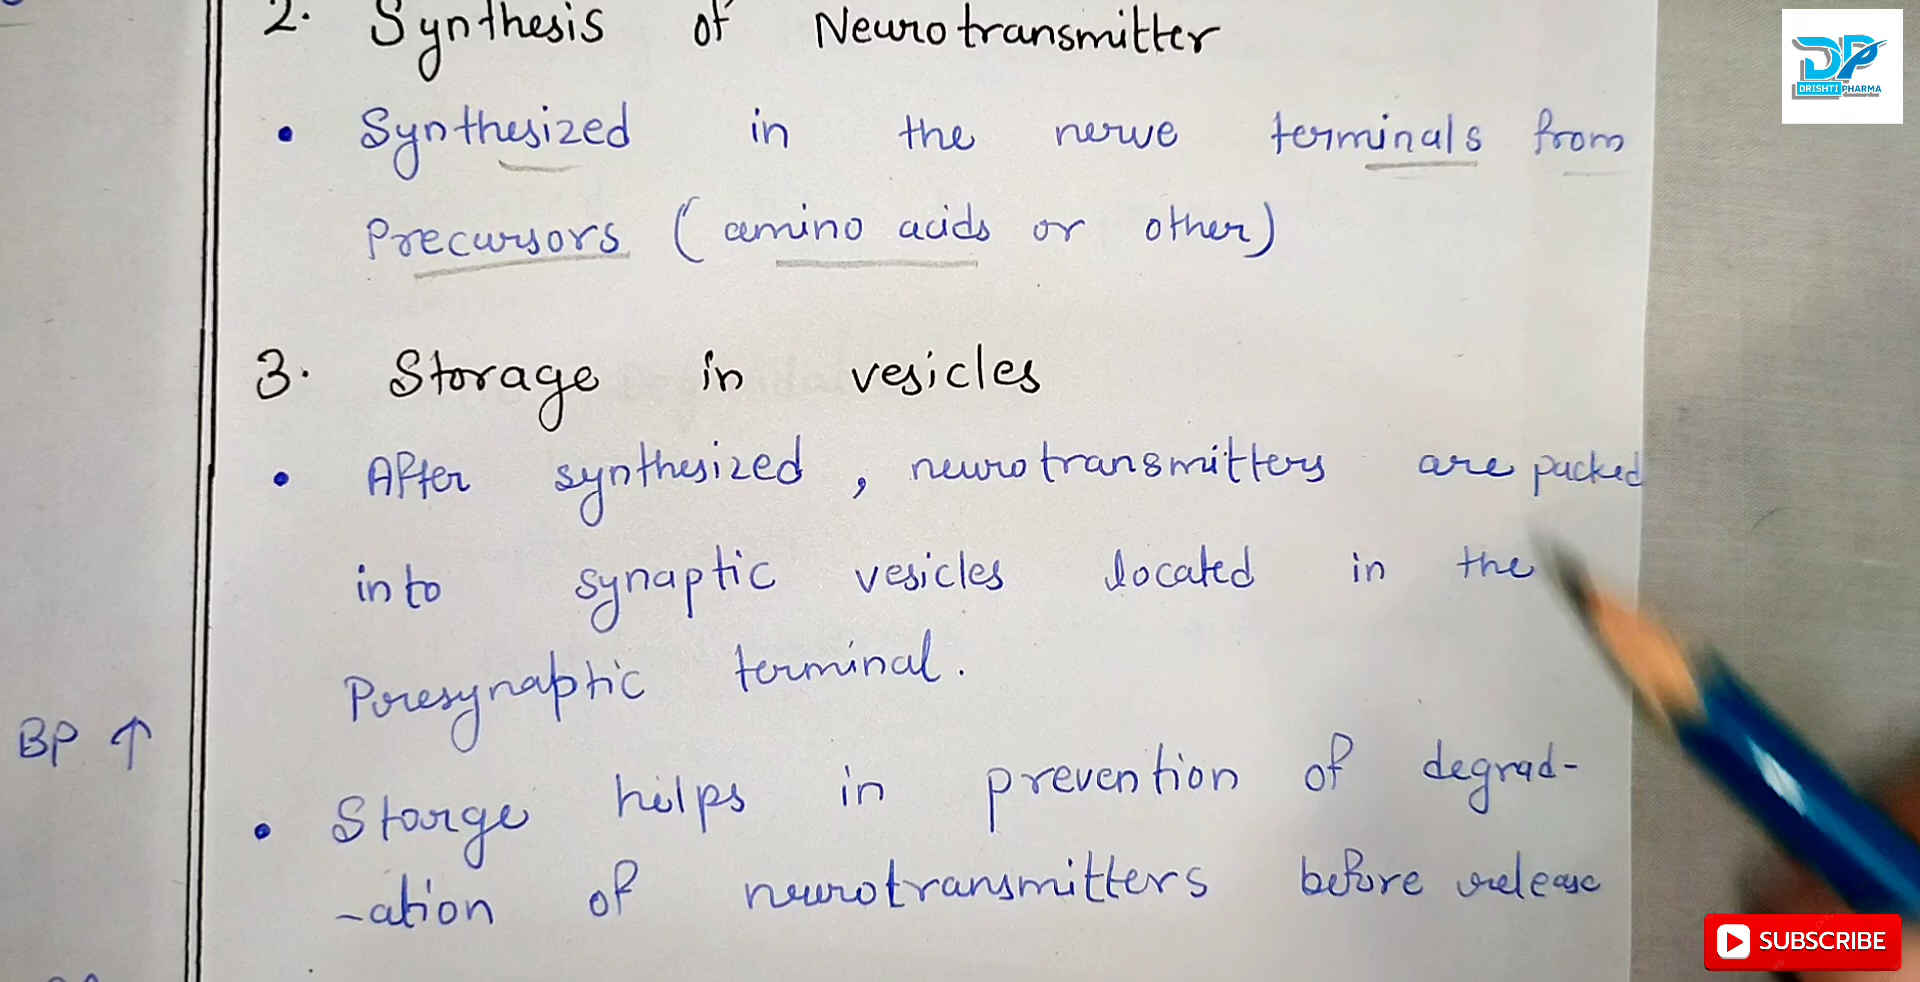 2. Synthesis of Neurotransmitter
• Synthesized in the nerve terminals from
Precursors (amino acids or other)
3. Storage in vesicles
• After synthesized, neurotransmitters are packed
into synaptic vesicles located in the
Presynaptic terminal.
BP ↑
• Storge helps in prevention of degrad-
-ation of neurotransmitters before release
DP
DRISHTI PHARMA
SUBSCRIBE